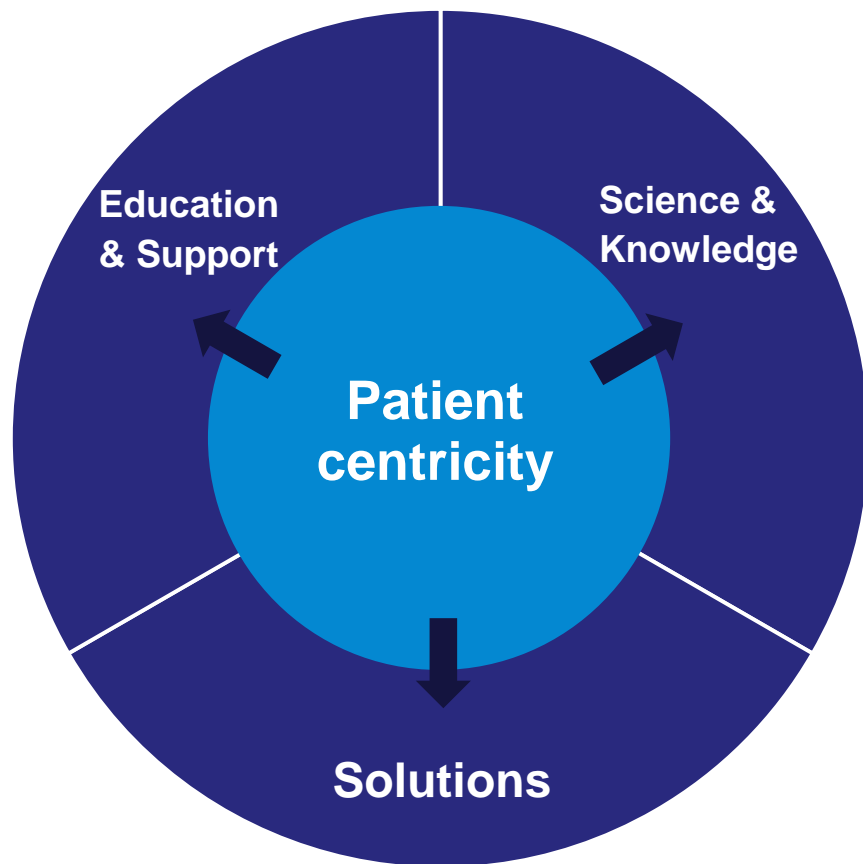 Education
& Support
Science &
Knowledge
Patient
centricity
Solutions